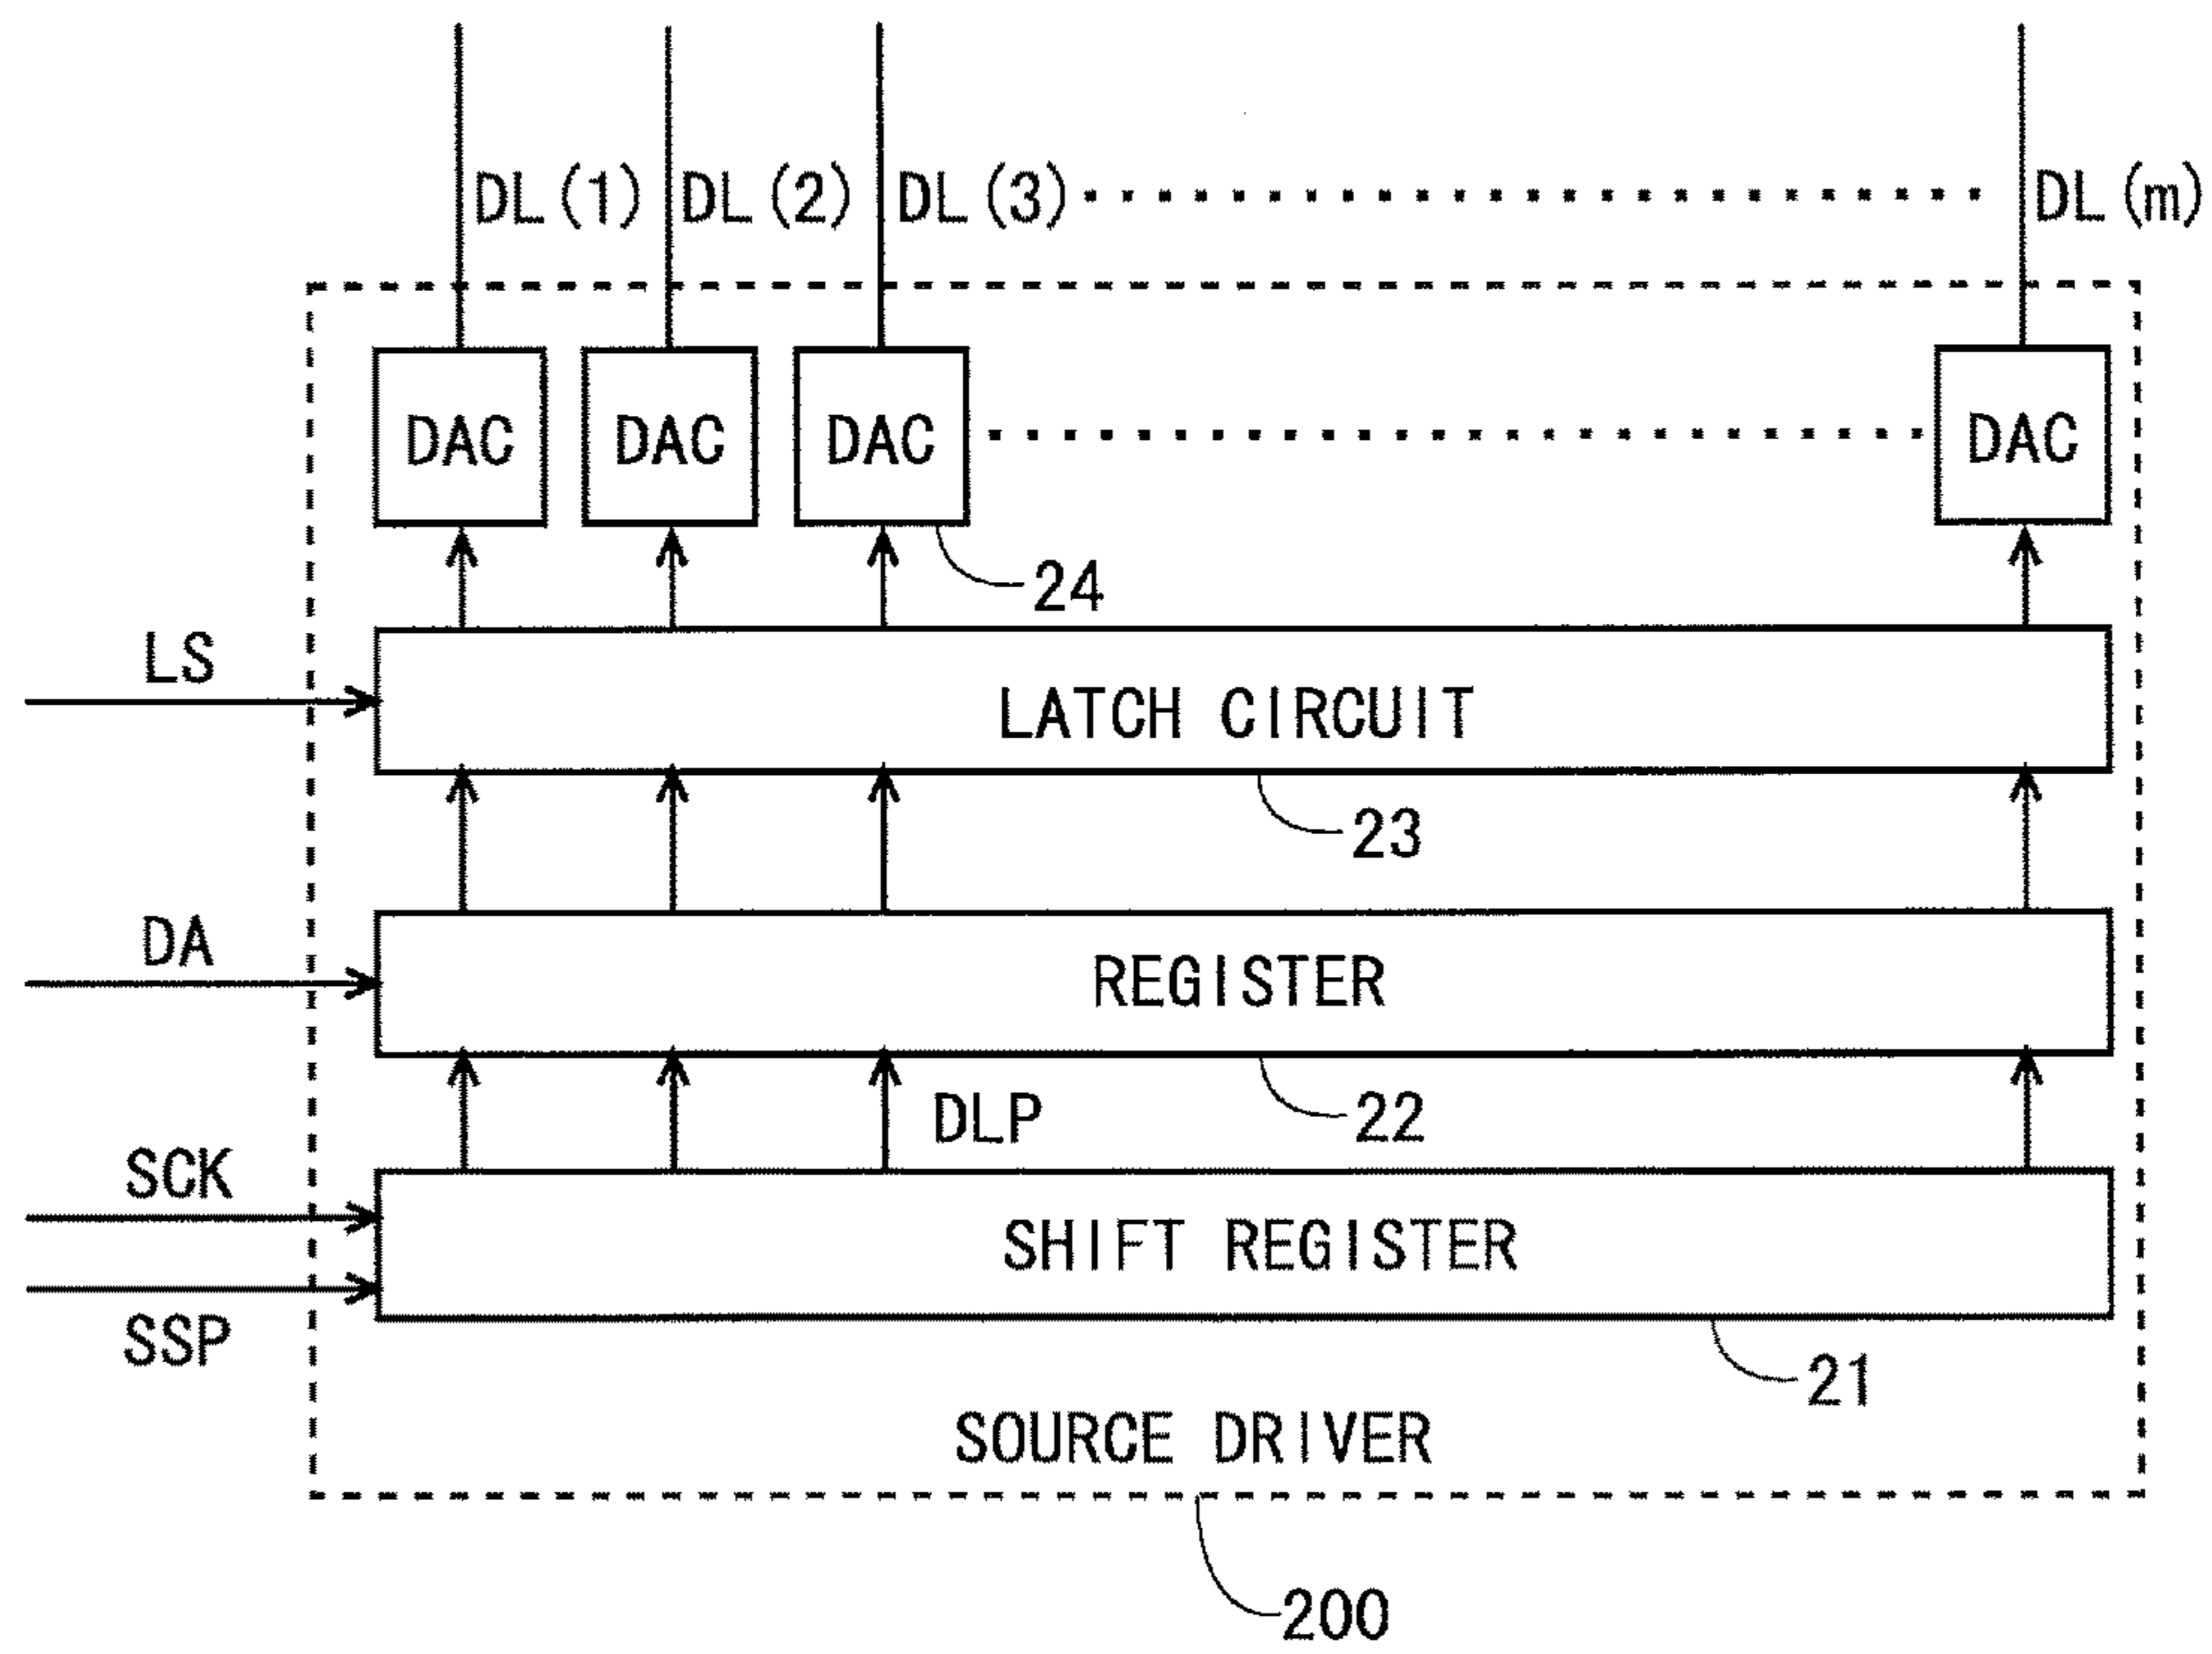 DL(1) DL(2) DL(3) DL(m)
DAC DAC DAC DAC
24
LS
LATCH CIRCUIT
23
DA
REGISTER
DLP
22
SCK
SHIFT REGISTER
SSP
21
SOURCE DRIVER
200